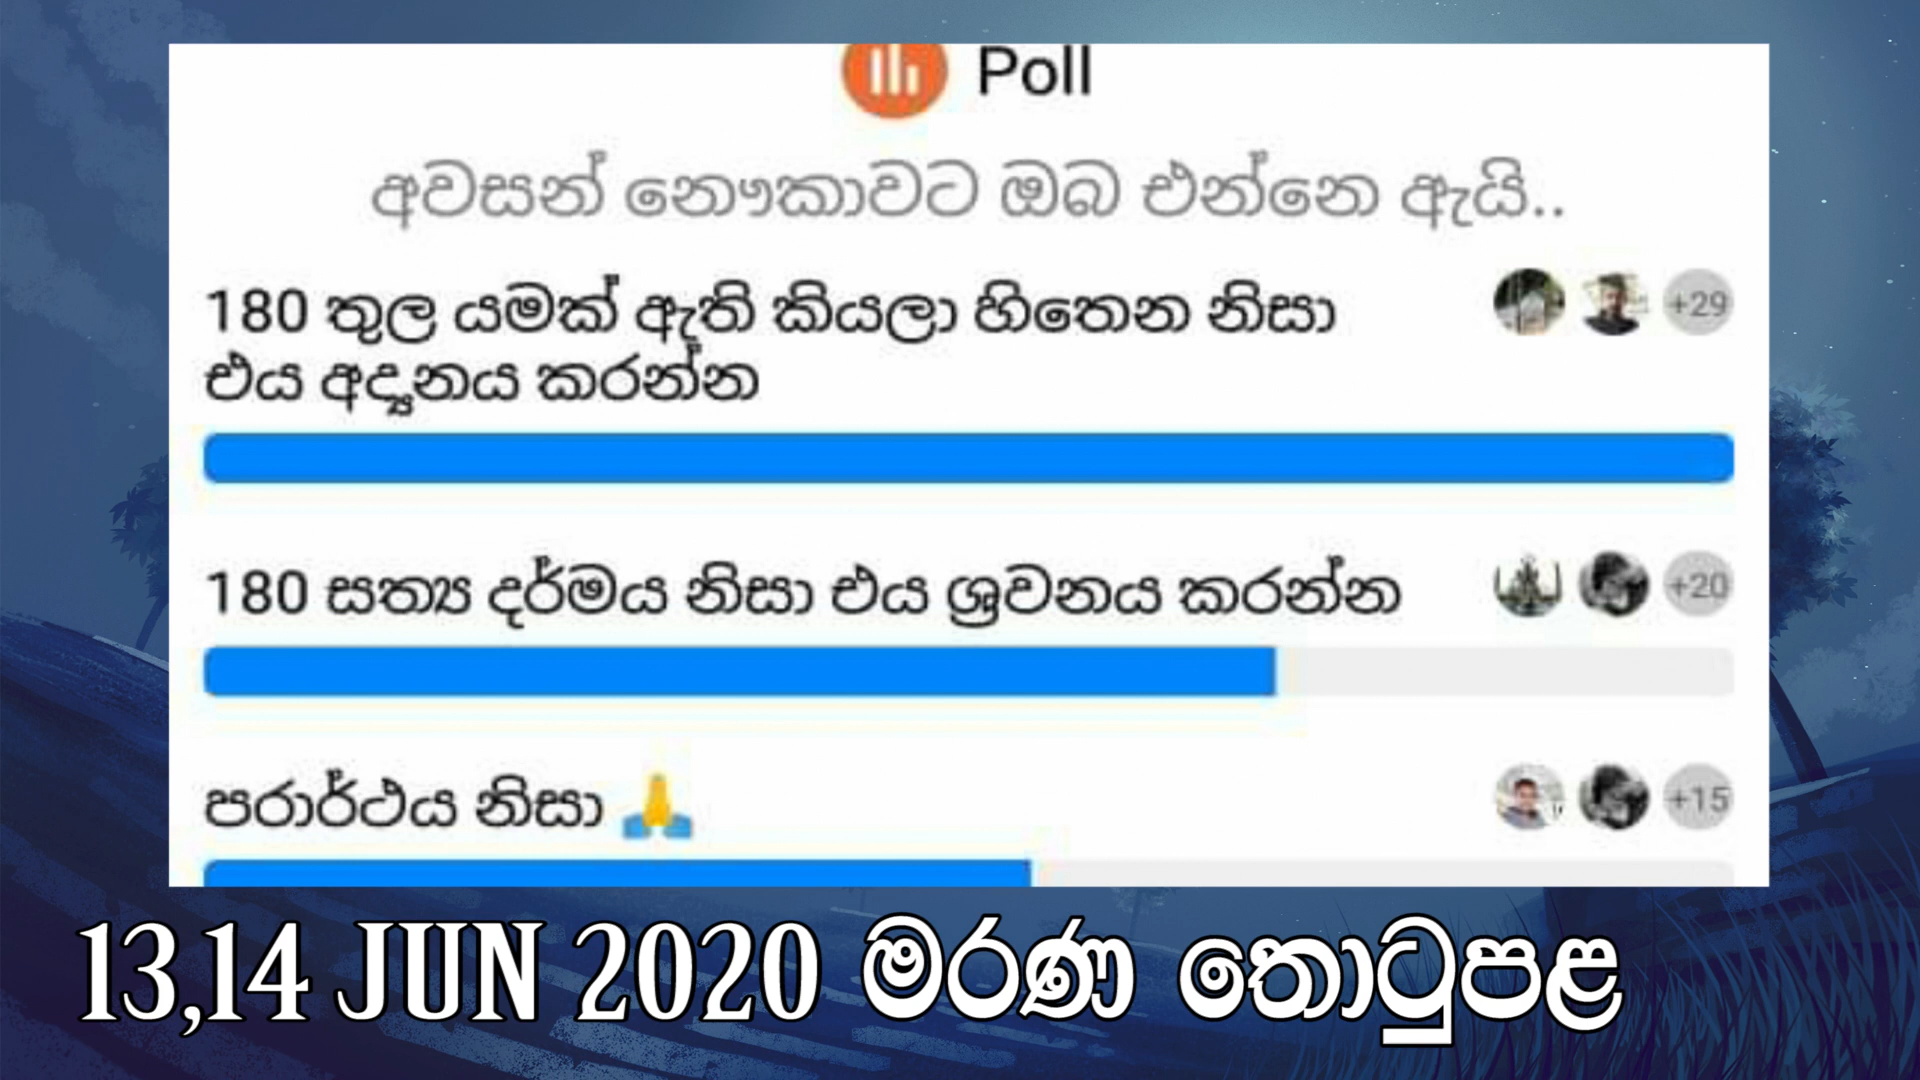 Poll
අවසන් නෞකාවට ඔබ එන්නෙ ඇයි..
180 තුල යමක් ඇති කියලා හිතෙන නිසා
එය අද්‍යනය කරන්න
+29
180 සත්‍ය දර්මය නිසා එය ශ්‍රවනය කරන්න
+20
පරාර්ථය නිසා 🙏
+15
13,14 JUN 2020 මරණ තොටුපළ